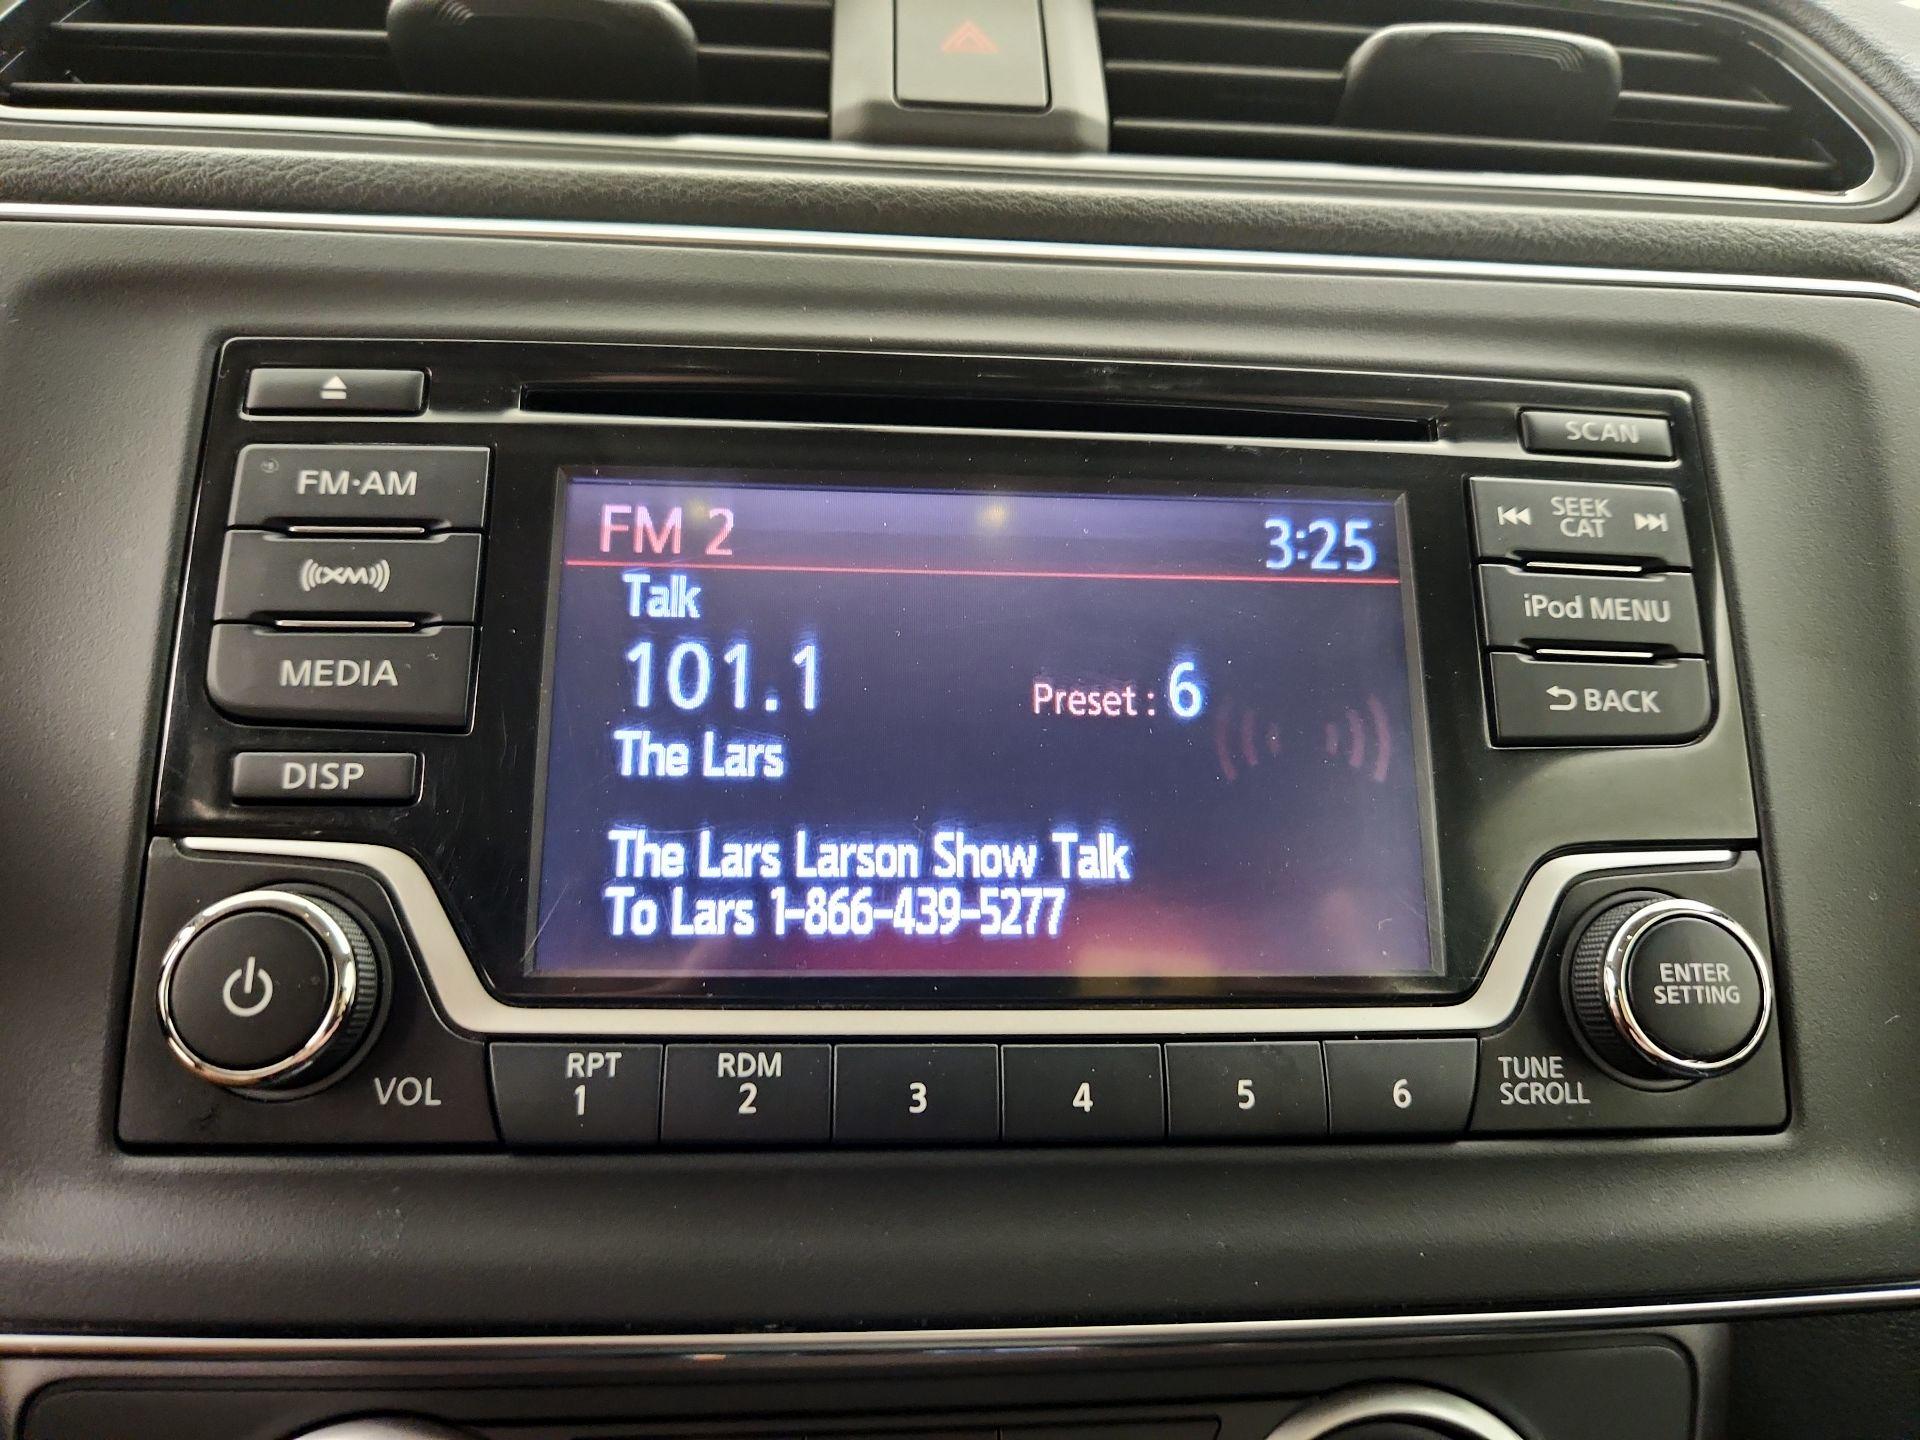 FM·AM
XM
MEDIA
DISP
VOL
FM 2
3:25
Talk
101.1
Preset : 6
The Lars
The Lars Larson Show Talk
To Lars 1-866-439-5277
SCAN
SEEK
CAT
iPod MENU
BACK
ENTER
SETTING
TUNE
SCROLL
RPT
1
RDM
2
3
4
5
6